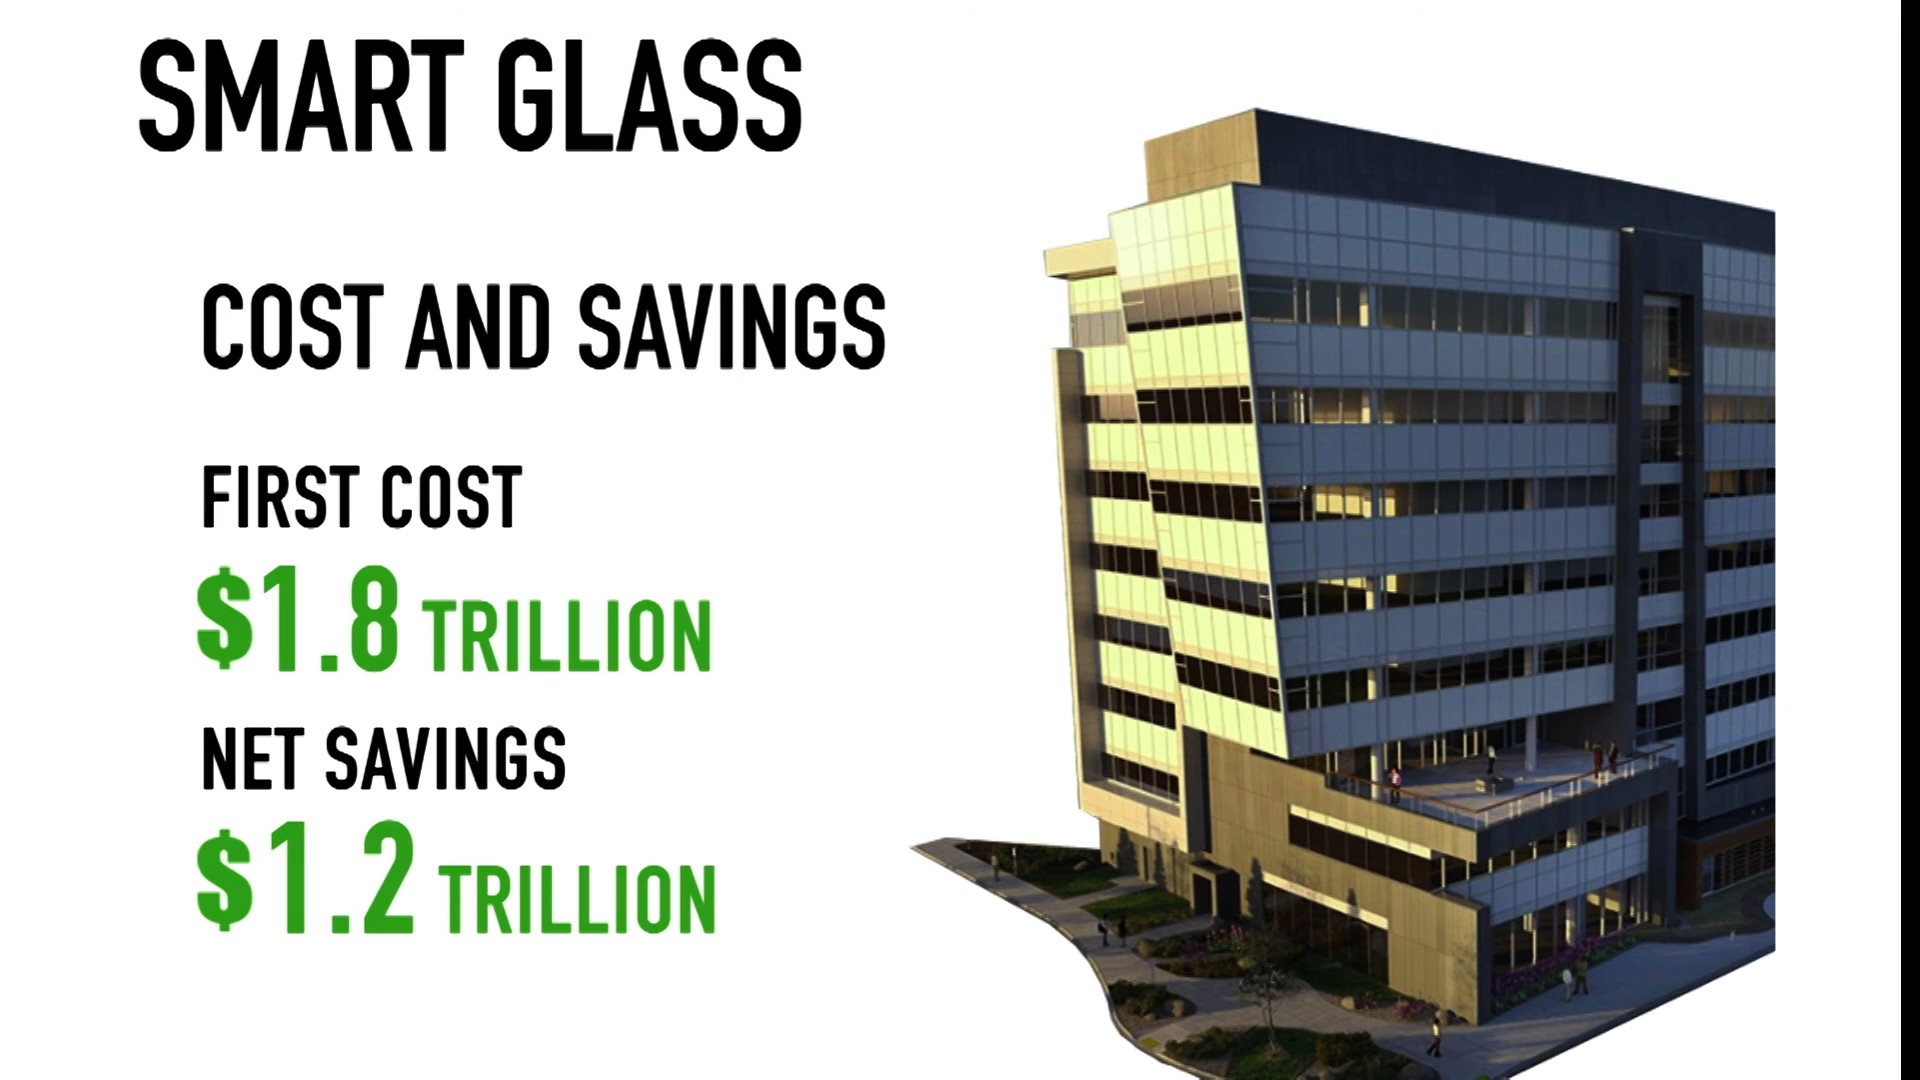 SMART GLASS
COST AND SAVINGS
FIRST COST
$1.8 TRILLION
NET SAVINGS
$1.2 TRILLION